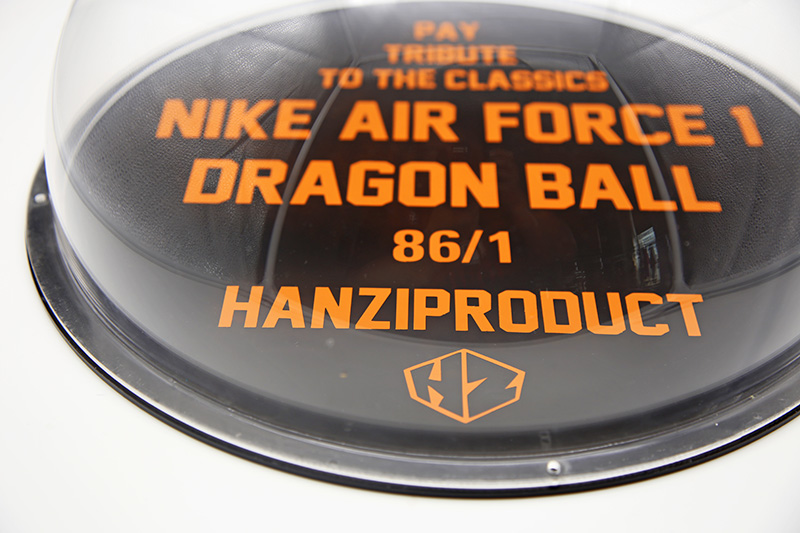 PAY
TRIBUTE
TO THE CLASSICS
NIKE AIR FORCE 1
DRAGON BALL
86/1
HANZIPRODUCT
HZ